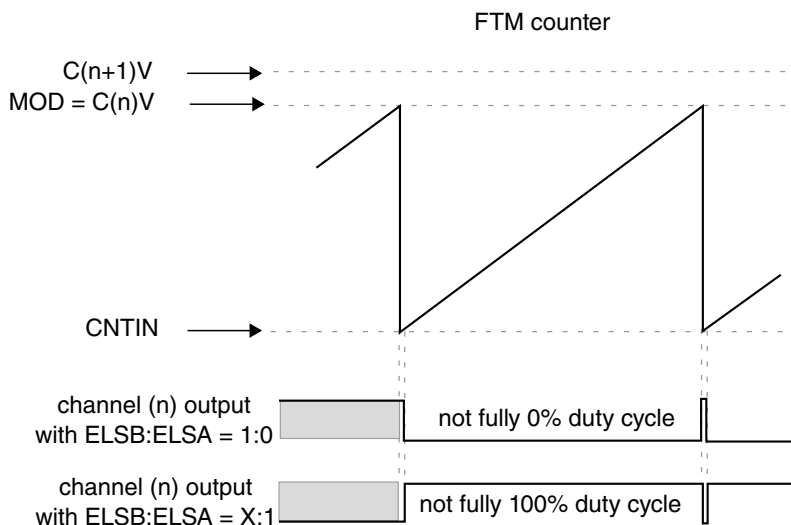 FTM counter
C(n+1)V
MOD = C(n)V
CNTIN
channel (n) output
with ELSB:ELSA = 1:0
not fully 0% duty cycle
channel (n) output
with ELSB:ELSA = X:1
not fully 100% duty cycle